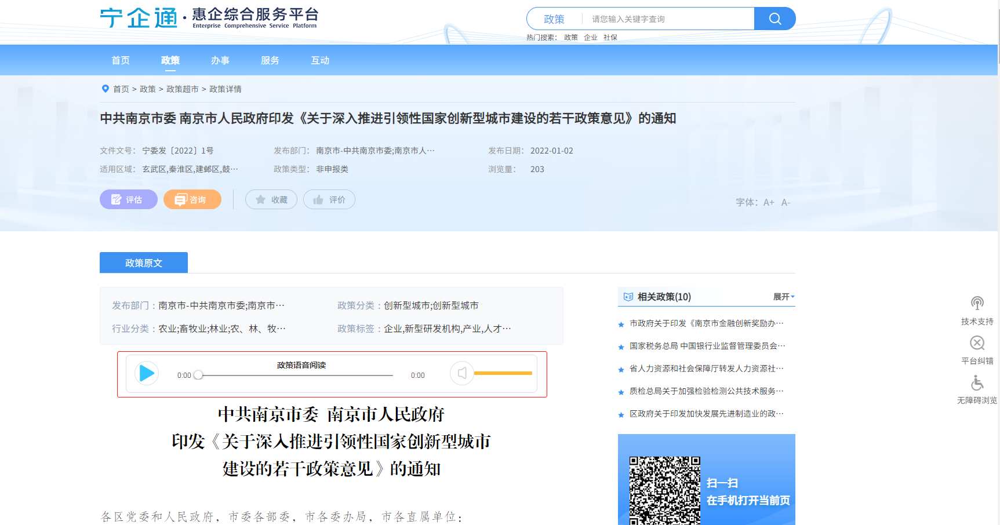 宁企通·惠企综合服务平台
Enterprise Comprehensive Service Platform
政策 请您输入关键字查询
热门搜索： 政策 企业 社保
首页 政策 办事 服务 互动
首页 > 政策 > 政策超市 > 政策详情
中共南京市委 南京市人民政府印发《关于深入推进引领性国家创新型城市建设的若干政策意见》的通知
文件文号： 宁委发〔2022〕1号 发布部门： 南京市-中共南京市委;南京市人… 发布日期： 2022-01-02
适用区域： 玄武区,秦淮区,建邺区,鼓… 政策类型： 非申报类 浏览量： 203
评估 咨询 收藏 评价 字体： A+ A-
政策原文
发布部门：南京市-中共南京市委;南京市… 政策分类：创新型城市;创新型城市
行业分类：农业;畜牧业;林业;农、林、牧… 政策标签：企业,新型研发机构,产业,人才…
政策语音阅读
0:00 0:00
中共南京市委 南京市人民政府
印发《关于深入推进引领性国家创新型城市
建设的若干政策意见》的通知
各区党委和人民政府，市委各部委，市各委办局，市各直属单位：
相关政策(10) 展开
市政府关于印发《南京市金融创新奖励办…
国家税务总局 中国银行业监督管理委员会…
省人力资源和社会保障厅转发人力资源社…
质检总局关于加强检验检测公共技术服务…
区政府关于印发加快发展先进制造业的政…
扫一扫
在手机打开当前页
技术支持
平台纠错
无障碍浏览